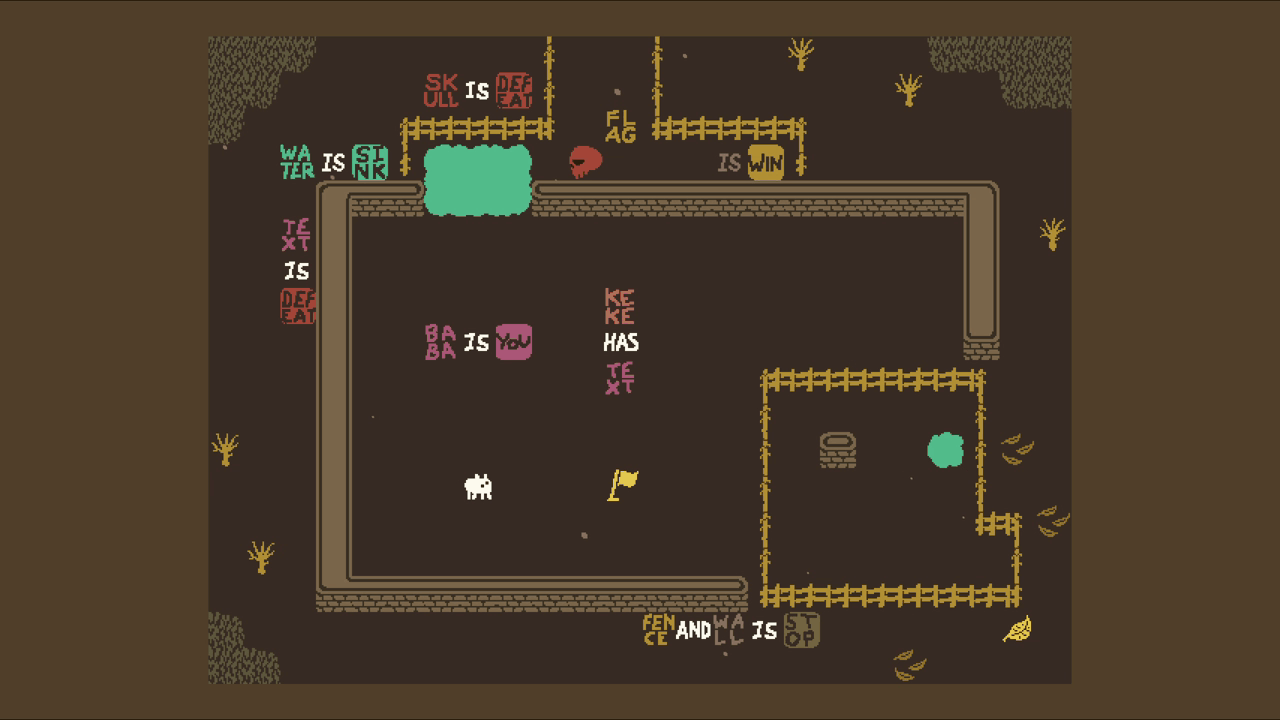 SKULL IS DEFEAT
FLAG
WATER IS SINK
IS WIN
TEXT
IS
DEFEAT
KEKE
HAS
TEXT
BABA IS YOU
FENCE AND WALL IS STOP